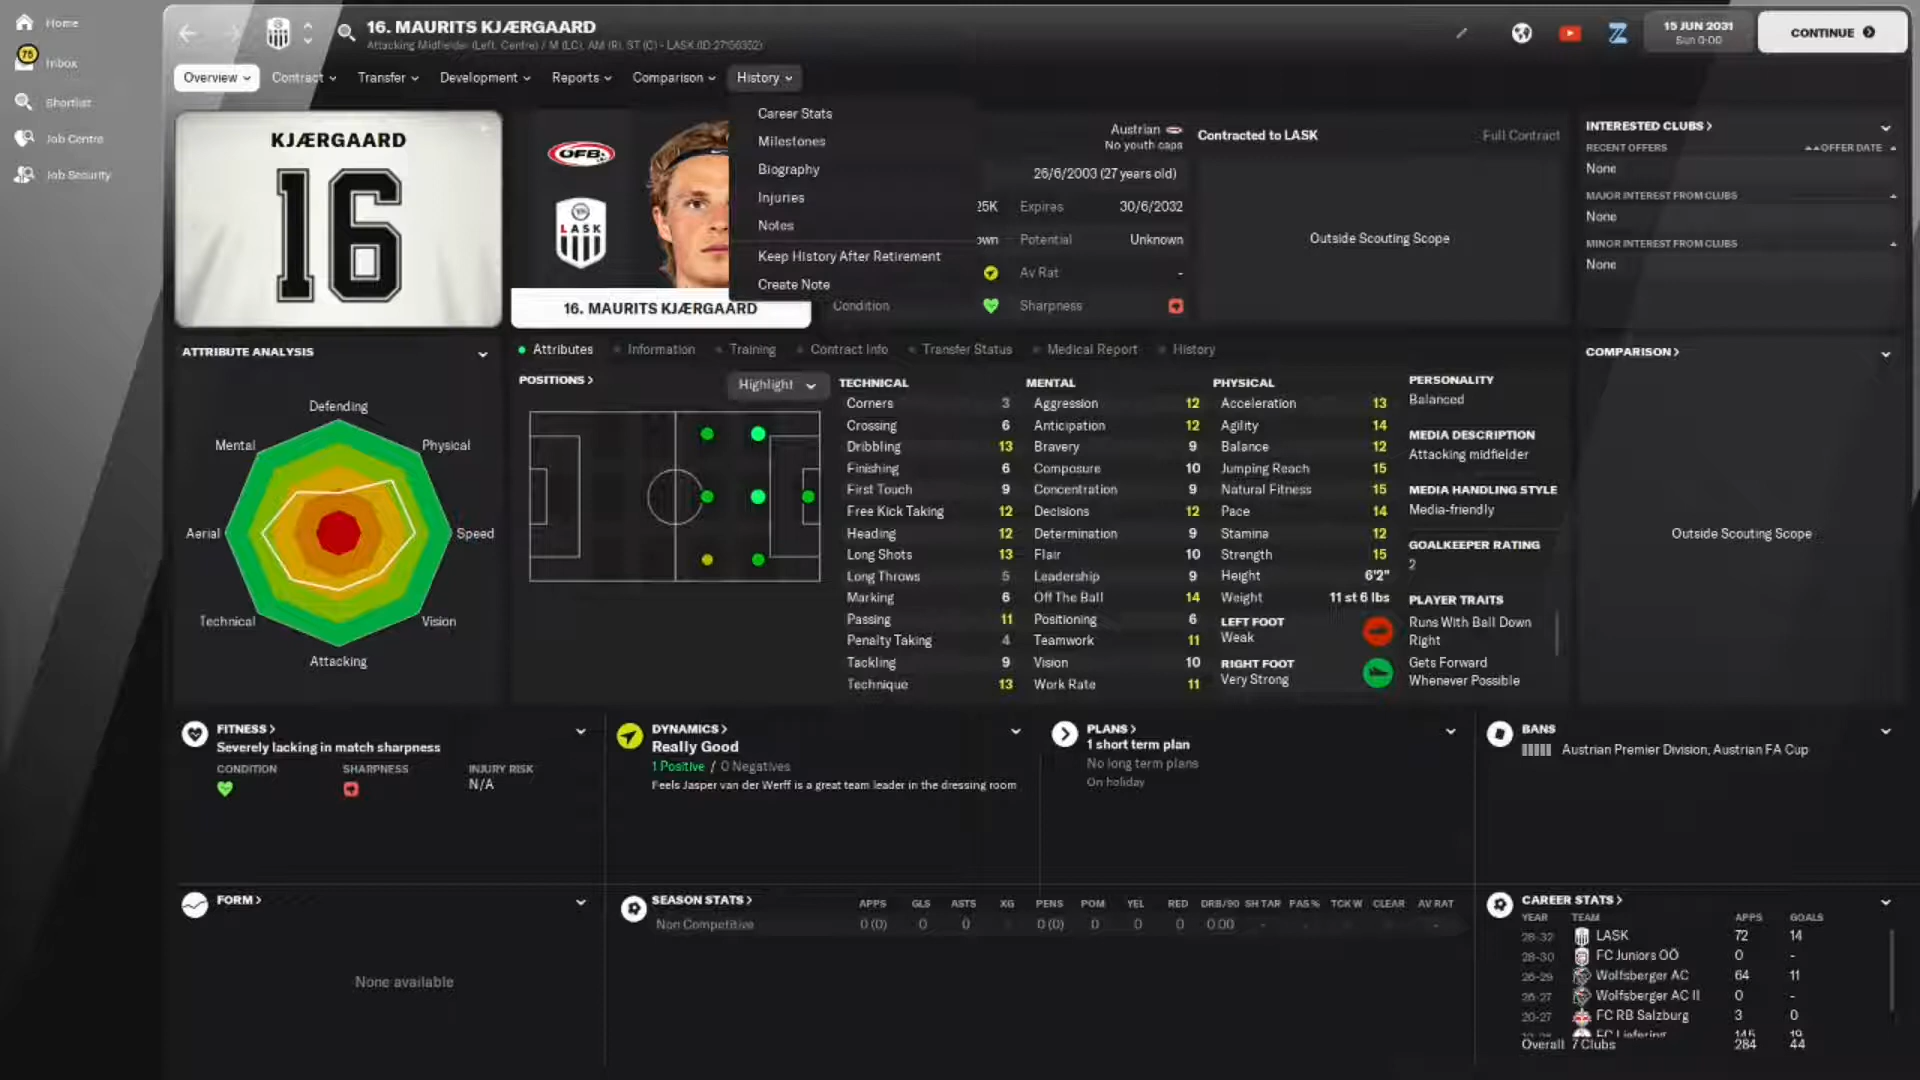 Home
75
Inbox
Shortlist
Job Centre
Job Security
16. MAURITS KJÆRGAARD
Attacking Midfielder (Left, Centre) / M (LC), AM (R), ST (C) - LASK (ID:27156352)
15 JUN 2031
Sun 0:00
CONTINUE
Overview
Contract
Transfer
Development
Reports
Comparison
History
Career Stats
Milestones
Biography
Injuries
Notes
Keep History After Retirement
Create Note
KJÆRGAARD
16
ÖFB
LASK
16. MAURITS KJÆRGAARD
Austrian
No youth caps
26/6/2003 (27 years old)
25K Expires 30/6/2032
own Potential Unknown
Av Rat -
Condition Sharpness
Contracted to LASK Full Contract
Outside Scouting Scope
INTERESTED CLUBS >
RECENT OFFERS OFFER DATE
None
MAJOR INTEREST FROM CLUBS
None
MINOR INTEREST FROM CLUBS
None
ATTRIBUTE ANALYSIS
Defending
Mental Physical
Aerial Speed
Technical Vision
Attacking
Attributes Information Training Contract Info Transfer Status Medical Report History
POSITIONS >
Highlight
TECHNICAL
Corners 3
Crossing 6
Dribbling 13
Finishing 6
First Touch 9
Free Kick Taking 12
Heading 12
Long Shots 13
Long Throws 5
Marking 6
Passing 11
Penalty Taking 4
Tackling 9
Technique 13
MENTAL
Aggression 12
Anticipation 12
Bravery 9
Composure 10
Concentration 9
Decisions 12
Determination 9
Flair 10
Leadership 9
Off The Ball 14
Positioning 6
Teamwork 11
Vision 10
Work Rate 11
PHYSICAL
Acceleration 13
Agility 14
Balance 12
Jumping Reach 15
Natural Fitness 15
Pace 14
Stamina 12
Strength 15
Height 6'2"
Weight 11 st 6 lbs
LEFT FOOT
Weak
RIGHT FOOT
Very Strong
PERSONALITY
Balanced
MEDIA DESCRIPTION
Attacking midfielder
MEDIA HANDLING STYLE
Media-friendly
GOALKEEPER RATING
2
PLAYER TRAITS
Runs With Ball Down
Right
Gets Forward
Whenever Possible
COMPARISON >
Outside Scouting Scope
FITNESS >
Severely lacking in match sharpness
CONDITION SHARPNESS INJURY RISK
N/A
DYNAMICS >
Really Good
1 Positive / 0 Negatives
Feels Jasper van der Werff is a great team leader in the dressing room
PLANS >
1 short term plan
No long term plans
On holiday
BANS
Austrian Premier Division, Austrian FA Cup
FORM >
None available
SEASON STATS > APPS GLS ASTS XG PENS POM YEL RED DRB/90 SH TAR PAS % TCK W CLEAR AV RAT
Non Competitive 0 (0) 0 0 - 0 (0) 0 0 0 0.00 - - - - -
CAREER STATS >
YEAR TEAM APPS GOALS
28-32 LASK 72 14
28-30 FC Juniors OÖ 0 -
26-29 Wolfsberger AC 64 11
26-27 Wolfsberger AC II 0 -
20-27 FC RB Salzburg 3 0
FC Liefering 145 19
Overall 7 Clubs 284 44